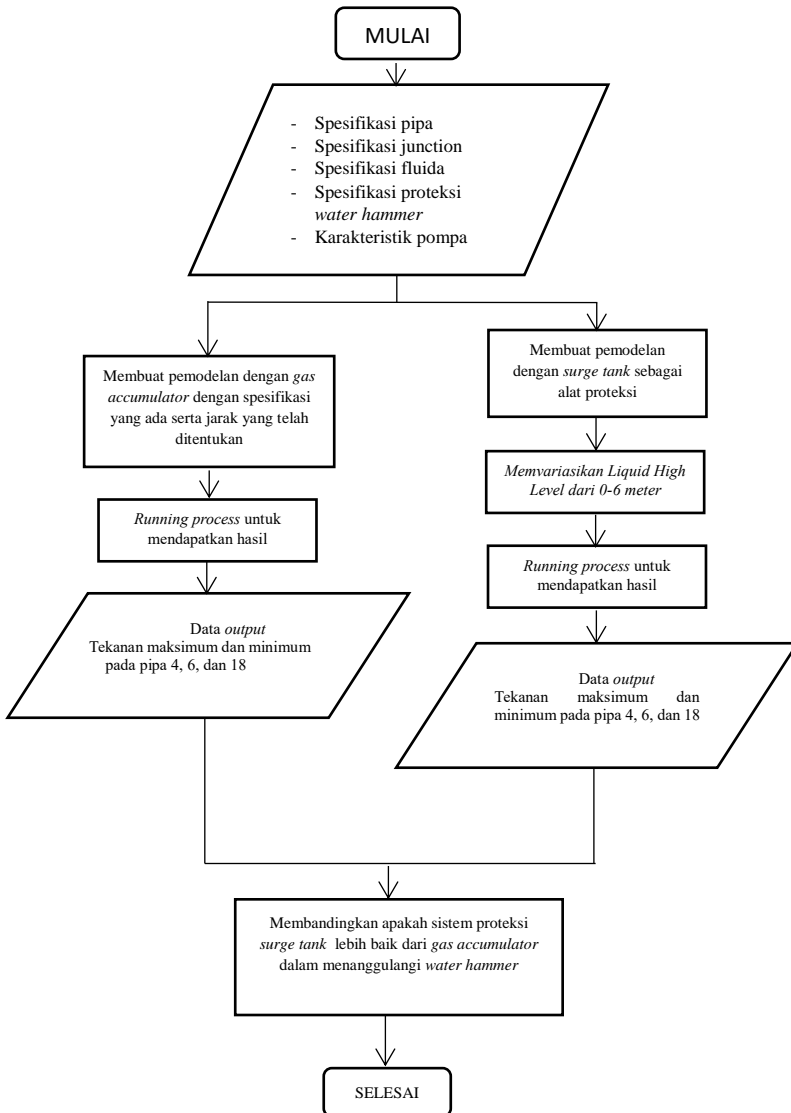 MULAI
- Spesifikasi pipa
- Spesifikasi junction
- Spesifikasi fluida
- Spesifikasi proteksi
water hammer
- Karakteristik pompa
Membuat pemodelan dengan gas
accumulator dengan spesifikasi
yang ada serta jarak yang telah
ditentukan
Running process untuk
mendapatkan hasil
Data output
Tekanan maksimum dan minimum
pada pipa 4, 6, dan 18
Membuat pemodelan
dengan surge tank sebagai
alat proteksi
Memvariasikan Liquid High
Level dari 0-6 meter
Running process untuk
mendapatkan hasil
Data output
Tekanan maksimum dan
minimum pada pipa 4, 6, dan 18
Membandingkan apakah sistem proteksi
surge tank lebih baik dari gas accumulator
dalam menanggulangi water hammer
SELESAI